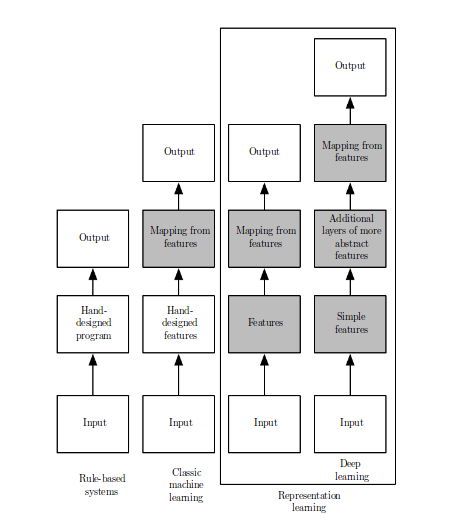 Output
Output
Mapping from
features
Output
Output
Mapping from
features
Mapping from
features
Additional
layers of more
abstract
features
Hand-
designed
program
Hand-
designed
features
Features
Simple
features
Input
Input
Input
Input
Rule-based
systems
Classic
machine
learning
Deep
learning
Representation
learning